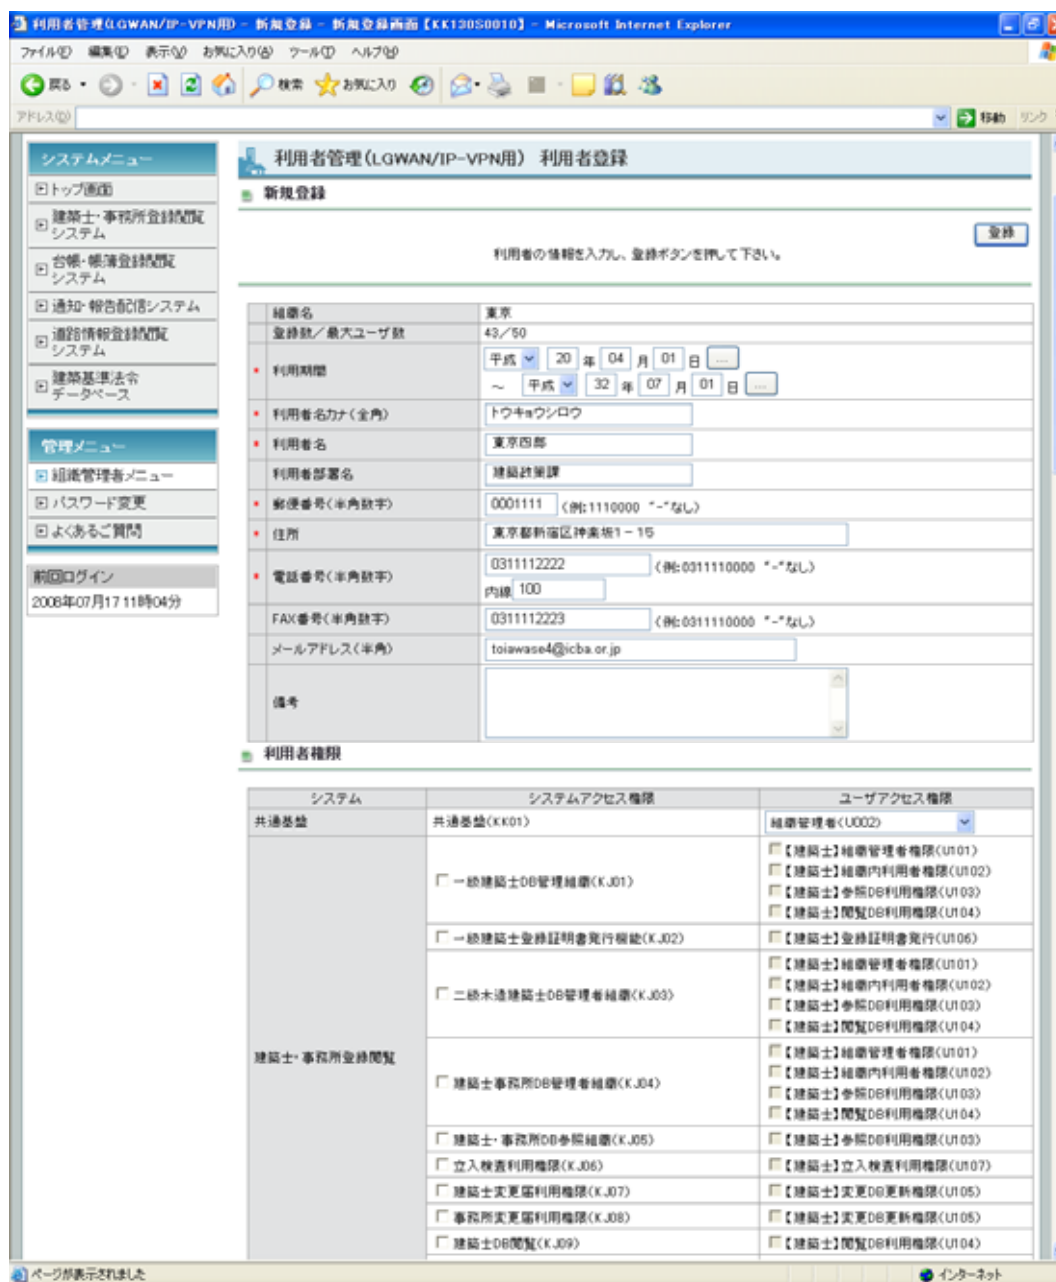 利用者管理(LGWAN/IP-VPN用) - 新規登録 - 新規登録画面【KK130S0010】 - Microsoft Internet Explorer
ファイル(F) 編集(E) 表示(V) お気に入り(A) ツール(T) ヘルプ(H)
戻る 検索 お気に入り
アドレス(D) 移動 リンク
システムメニュー
トップ画面
建築士・事務所登録閲覧
システム
台帳・帳簿登録閲覧
システム
通知・報告配信システム
道路情報登録閲覧
システム
建築基準法令
データベース
管理メニュー
組織管理者メニュー
パスワード変更
よくあるご質問
前回ログイン
2008年07月17 11時04分
利用者管理(LGWAN/IP-VPN用) 利用者登録
新規登録
登録
利用者の情報を入力し、登録ボタンを押して下さい。
組織名 東京
登録数/最大ユーザ数 43/50
* 利用期間 平成 20 年 04 月 01 日 ...
～ 平成 32 年 07 月 01 日 ...
* 利用者名カナ(全角) トウキョウシロウ
* 利用者名 東京四郎
利用者部署名 建築政策課
* 郵便番号(半角数字) 0001111 (例:1110000 "-"なし)
* 住所 東京都新宿区神楽坂1-15
* 電話番号(半角数字) 0311112222 (例:0311110000 "-"なし)
内線 100
FAX番号(半角数字) 0311112223 (例:0311110000 "-"なし)
メールアドレス(半角) toiawase4@icba.or.jp
備考
利用者権限
システム システムアクセス権限 ユーザアクセス権限
共通基盤 共通基盤(KK01) 組織管理者(U002)
建築士・事務所登録閲覧
一級建築士DB管理組織(KJ01)
【建築士】組織管理者権限(U101)
【建築士】組織内利用者権限(U102)
【建築士】参照DB利用権限(U103)
【建築士】閲覧DB利用権限(U104)
一級建築士登録証明書発行機能(KJ02) 【建築士】登録証明書発行(U106)
二級木造建築士DB管理者組織(KJ03)
【建築士】組織管理者権限(U101)
【建築士】組織内利用者権限(U102)
【建築士】参照DB利用権限(U103)
【建築士】閲覧DB利用権限(U104)
建築士事務所DB管理者組織(KJ04)
【建築士】組織管理者権限(U101)
【建築士】組織内利用者権限(U102)
【建築士】参照DB利用権限(U103)
【建築士】閲覧DB利用権限(U104)
建築士・事務所DB参照組織(KJ05) 【建築士】参照DB利用権限(U103)
立入検査利用権限(KJ06) 【建築士】立入検査利用権限(U107)
建築士変更届利用権限(KJ07) 【建築士】変更DB更新権限(U105)
事務所変更届利用権限(KJ08) 【建築士】変更DB更新権限(U105)
建築士DB閲覧(KJ09) 【建築士】閲覧DB利用権限(U104)
ページが表示されました インターネット